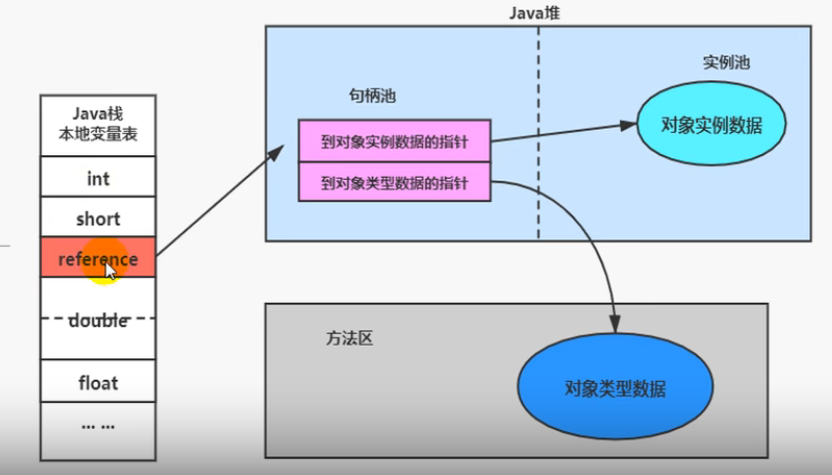 Java堆
实例池
句柄池
Java栈
本地变量表
到对象实例数据的指针
对象实例数据
int
到对象类型数据的指针
short
reference
double
方法区
float
对象类型数据
... ...